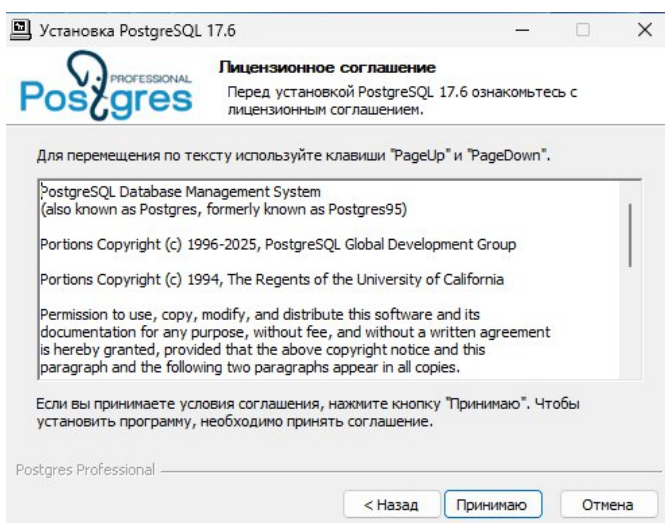 Установка PostgreSQL 17.6
PROFESSIONAL
Postgres
Лицензионное соглашение
Перед установкой PostgreSQL 17.6 ознакомьтесь с
лицензионным соглашением.
Для перемещения по тексту используйте клавиши "PageUp" и "PageDown".
PostgreSQL Database Management System
(also known as Postgres, formerly known as Postgres95)
Portions Copyright (c) 1996-2025, PostgreSQL Global Development Group
Portions Copyright (c) 1994, The Regents of the University of California
Permission to use, copy, modify, and distribute this software and its
documentation for any purpose, without fee, and without a written agreement
is hereby granted, provided that the above copyright notice and this
paragraph and the following two paragraphs appear in all copies.
Если вы принимаете условия соглашения, нажмите кнопку "Принимаю". Чтобы
установить программу, необходимо принять соглашение.
Postgres Professional
< Назад Принимаю Отмена